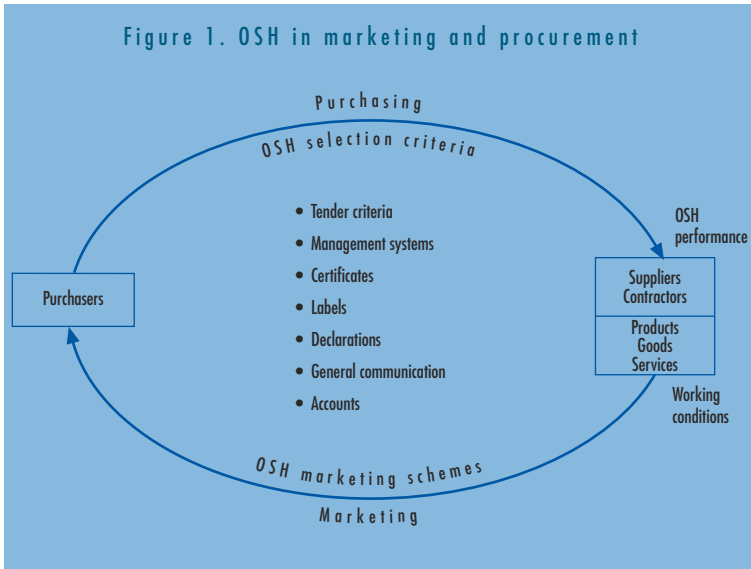 Figure 1. OSH in marketing and procurement
Purchasing
OSH selection criteria
• Tender criteria
• Management systems
• Certificates
• Labels
• Declarations
• General communication
• Accounts
Purchasers
OSH
performance
Suppliers
Contractors
Products
Goods
Services
Working
conditions
OSH marketing schemes
Marketing